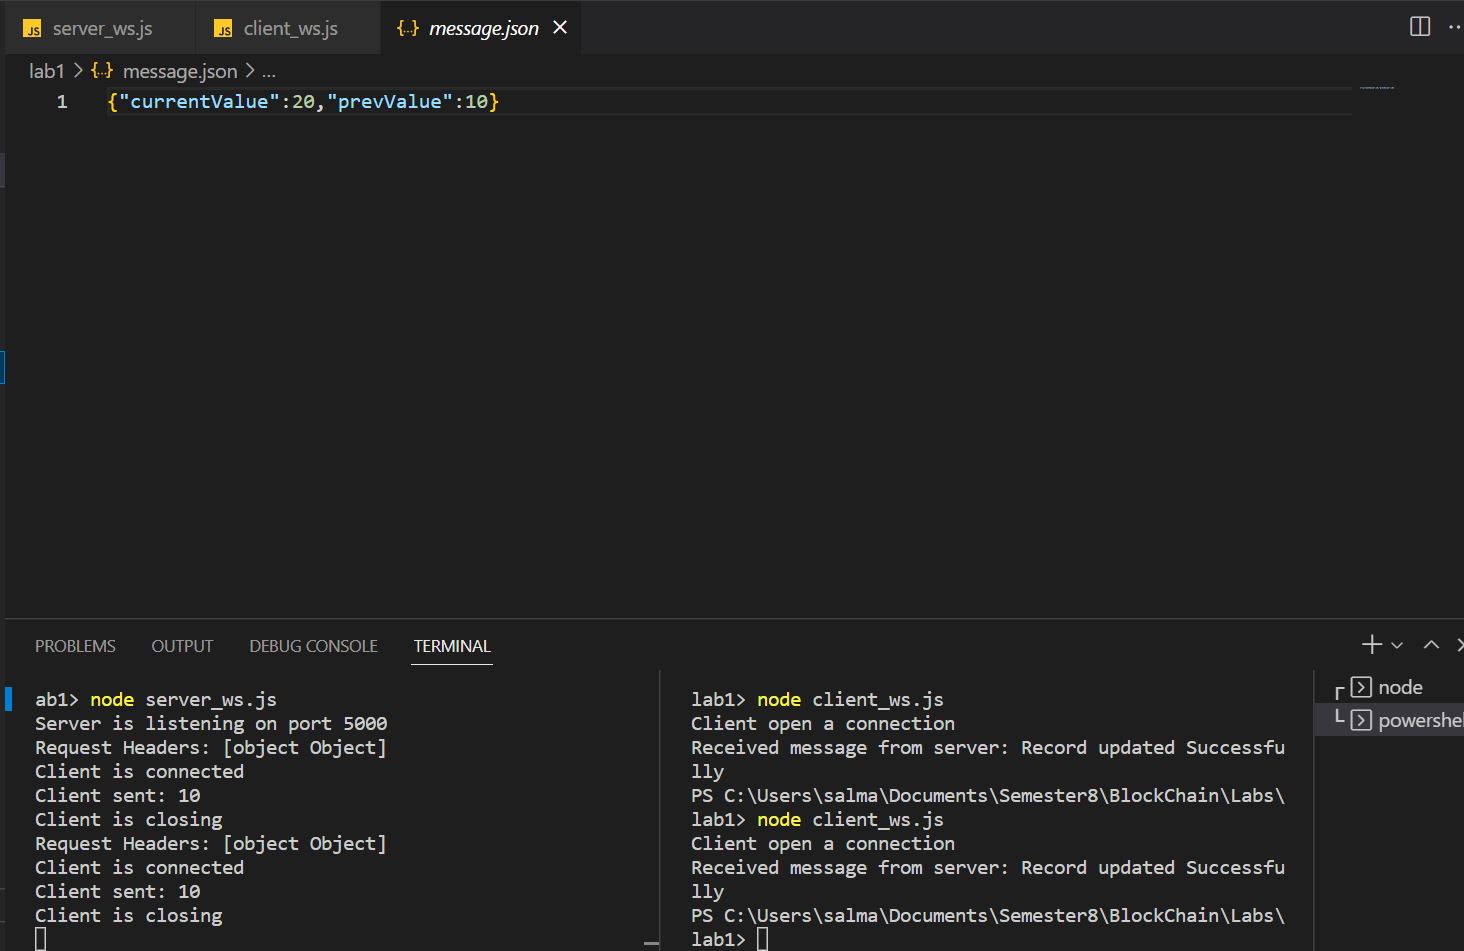 server_ws.js
client_ws.js
message.json
lab1 > message.json > ...
1 {"currentValue":20,"prevValue":10}
PROBLEMS
OUTPUT
DEBUG CONSOLE
TERMINAL
ab1> node server_ws.js
Server is listening on port 5000
Request Headers: [object Object]
Client is connected
Client sent: 10
Client is closing
Request Headers: [object Object]
Client is connected
Client sent: 10
Client is closing
lab1> node client_ws.js
Client open a connection
Received message from server: Record updated Successfu
lly
PS C:\Users\salma\Documents\Semester8\BlockChain\Labs\
lab1> node client_ws.js
Client open a connection
Received message from server: Record updated Successfu
lly
PS C:\Users\salma\Documents\Semester8\BlockChain\Labs\
lab1>
node
powershel